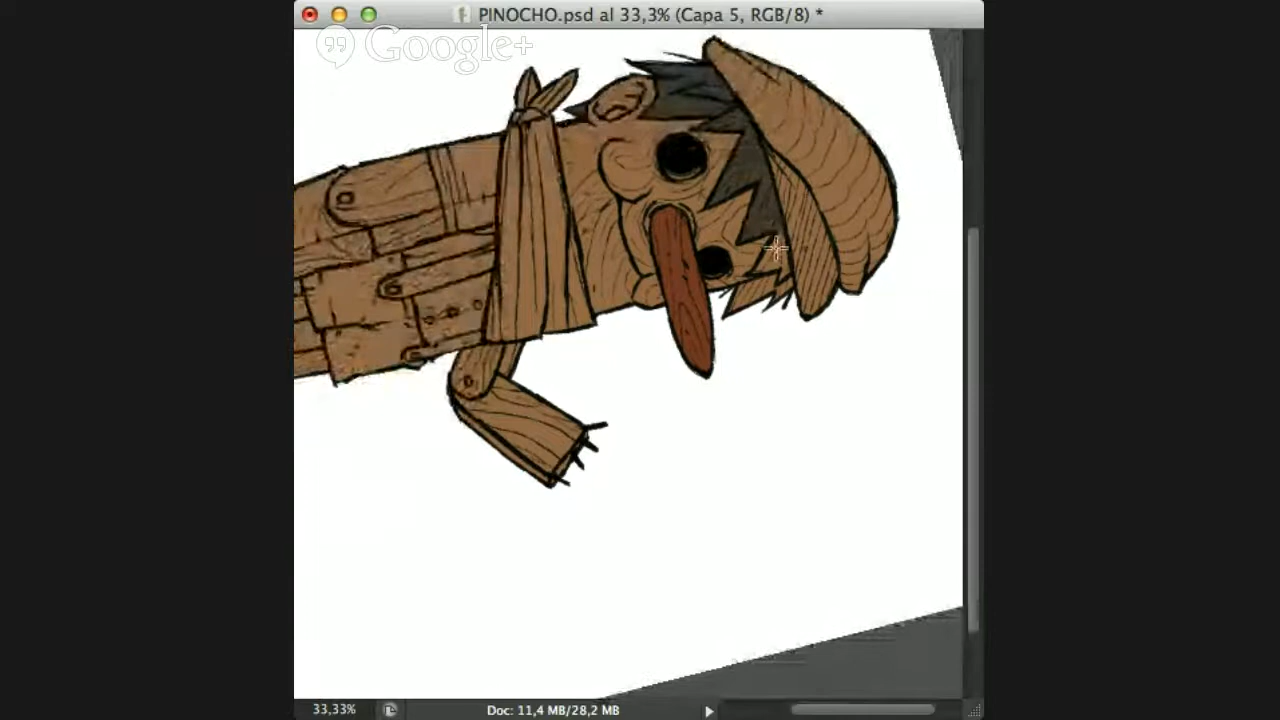 PINOCHO.psd al 33,3% (Capa 5, RGB/8) *
Google+
33,33% Doc: 11,4 MB/28,2 MB